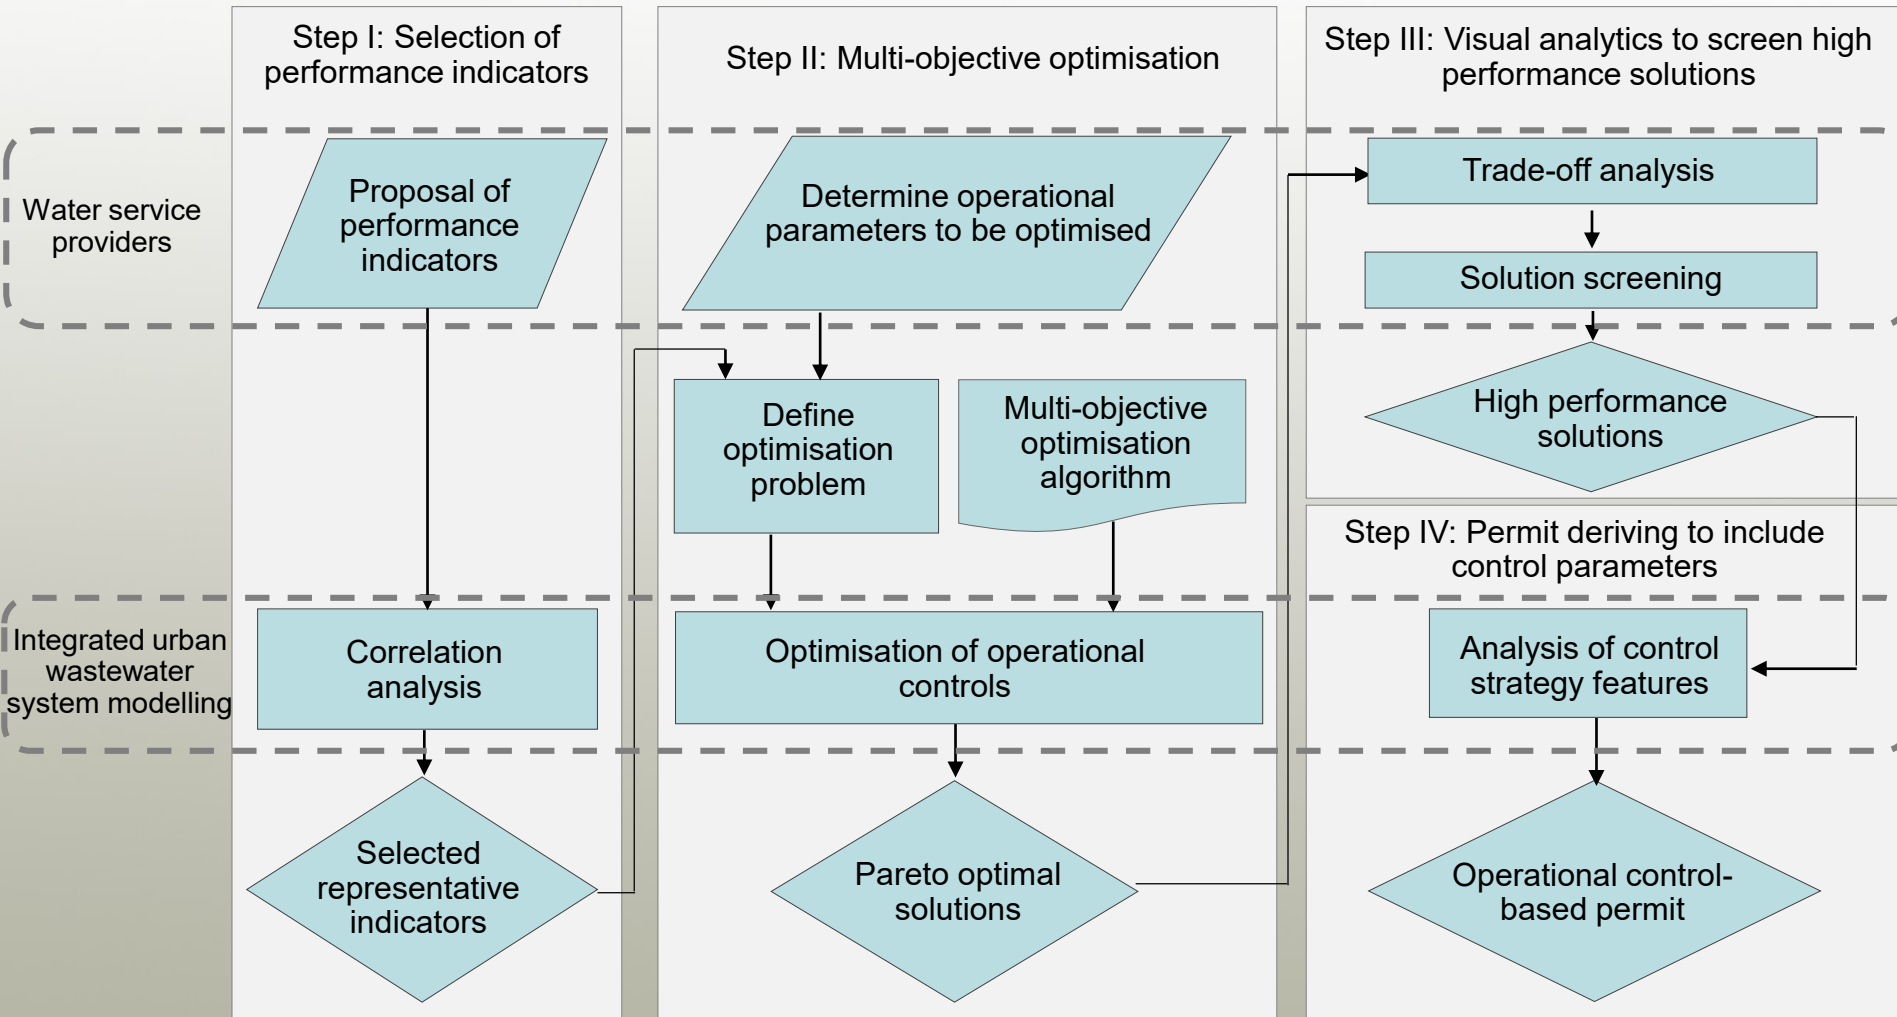 Step I: Selection of
performance indicators
Step II: Multi-objective optimisation
Step III: Visual analytics to screen high
performance solutions
Water service
providers
Proposal of
performance
indicators
Determine operational
parameters to be optimised
Trade-off analysis
Solution screening
Define
optimisation
problem
Multi-objective
optimisation
algorithm
High performance
solutions
Step IV: Permit deriving to include
control parameters
Integrated urban
wastewater
system modelling
Correlation
analysis
Optimisation of operational
controls
Analysis of control
strategy features
Selected
representative
indicators
Pareto optimal
solutions
Operational control-
based permit